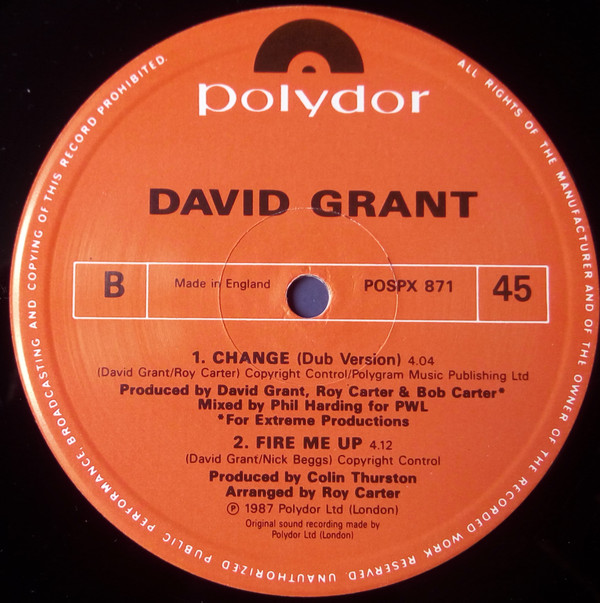 polydor
DAVID GRANT
B
Made in England
POSPX 871
45
1. CHANGE (Dub Version) 4.04
(David Grant/Roy Carter) Copyright Control/Polygram Music Publishing Ltd
Produced by David Grant, Roy Carter & Bob Carter*
Mixed by Phil Harding for PWL
*For Extreme Productions
2. FIRE ME UP 4.12
(David Grant/Nick Beggs) Copyright Control
Produced by Colin Thurston
Arranged by Roy Carter
℗ 1987 Polydor Ltd (London)
Original sound recording made by
Polydor Ltd (London)
ALL RIGHTS OF THE MANUFACTURER AND OF THE OWNER OF THE RECORDED WORK RESERVED. UNAUTHORIZED PUBLIC PERFORMANCE, BROADCASTING AND COPYING OF THIS RECORD PROHIBITED.